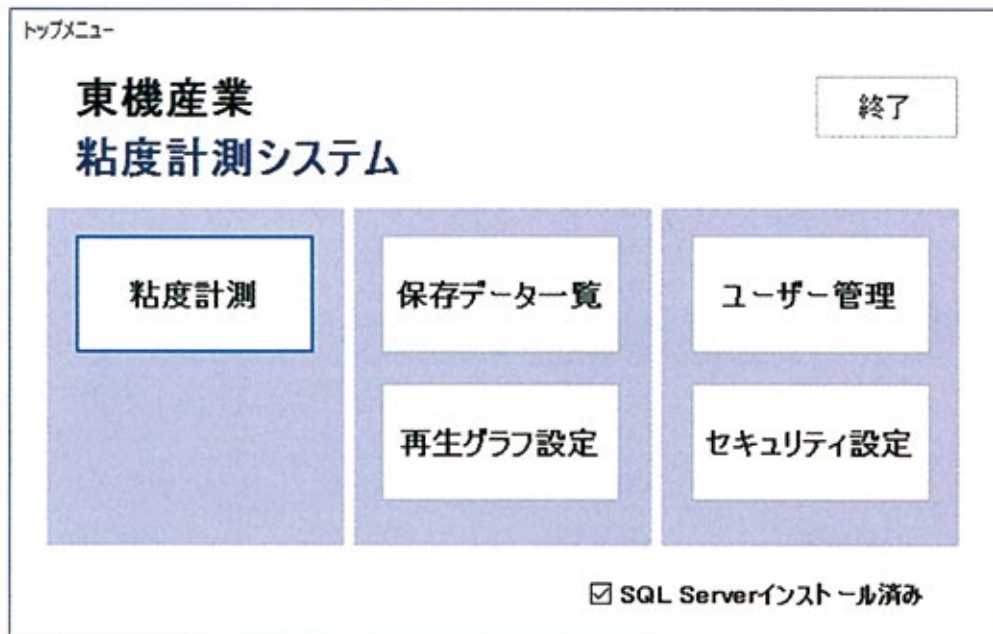 トップメニュー
東機産業
終了
粘度計測システム
粘度計測
保存データ一覧
ユーザー管理
再生グラフ設定
セキュリティ設定
☑ SQL Serverインストール済み